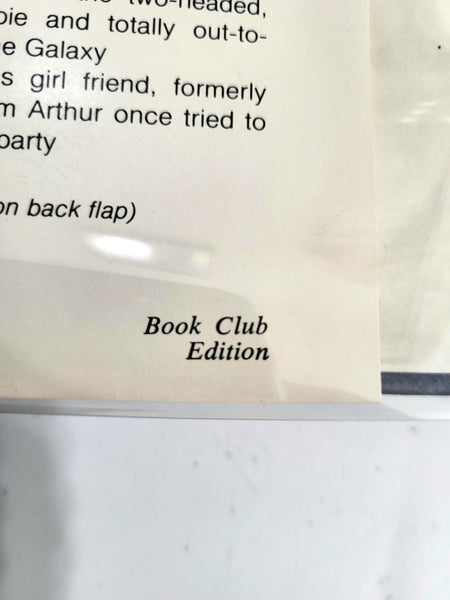 two-headed,
and totally out-to-
Galaxy
girl friend, formerly
Arthur once tried to
party
on back flap)
Book Club
Edition